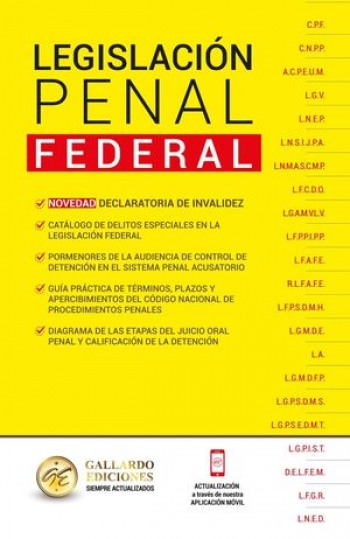 LEGISLACIÓN
PENAL
FEDERAL
NOVEDAD DECLARATORIA DE INVALIDEZ
CATÁLOGO DE DELITOS ESPECIALES EN LA
LEGISLACIÓN FEDERAL
PORMENORES DE LA AUDIENCIA DE CONTROL DE
DETENCIÓN EN EL SISTEMA PENAL ACUSATORIO
GUÍA PRÁCTICA DE TÉRMINOS, PLAZOS Y
APERCIBIMIENTOS DEL CÓDIGO NACIONAL DE
PROCEDIMIENTOS PENALES
DIAGRAMA DE LAS ETAPAS DEL JUICIO ORAL
PENAL Y CALIFICACIÓN DE LA DETENCIÓN
C.P.F.
C.N.P.P.
A.C.P.E.U.M.
L.G.V.
L.N.E.P.
L.N.S.I.J.P.A.
L.N.M.A.S.C.M.P.
L.F.C.D.O.
L.G.A.M.V.L.V.
L.F.P.P.I.P.P.
L.F.A.F.E.
R.L.F.A.F.E.
L.F.P.S.D.M.H.
L.G.M.D.E.
L.A.
L.G.M.D.F.P.
L.G.P.S.D.M.S.
L.G.P.S.E.D.M.T.
L.G.P.I.S.T.
D.E.L.F.E.M.
L.F.G.R.
L.N.E.D.
GE
GALLARDO
EDICIONES
SIEMPRE ACTUALIZADOS
ACTUALIZACIÓN
a través de nuestra
APLICACIÓN MÓVIL